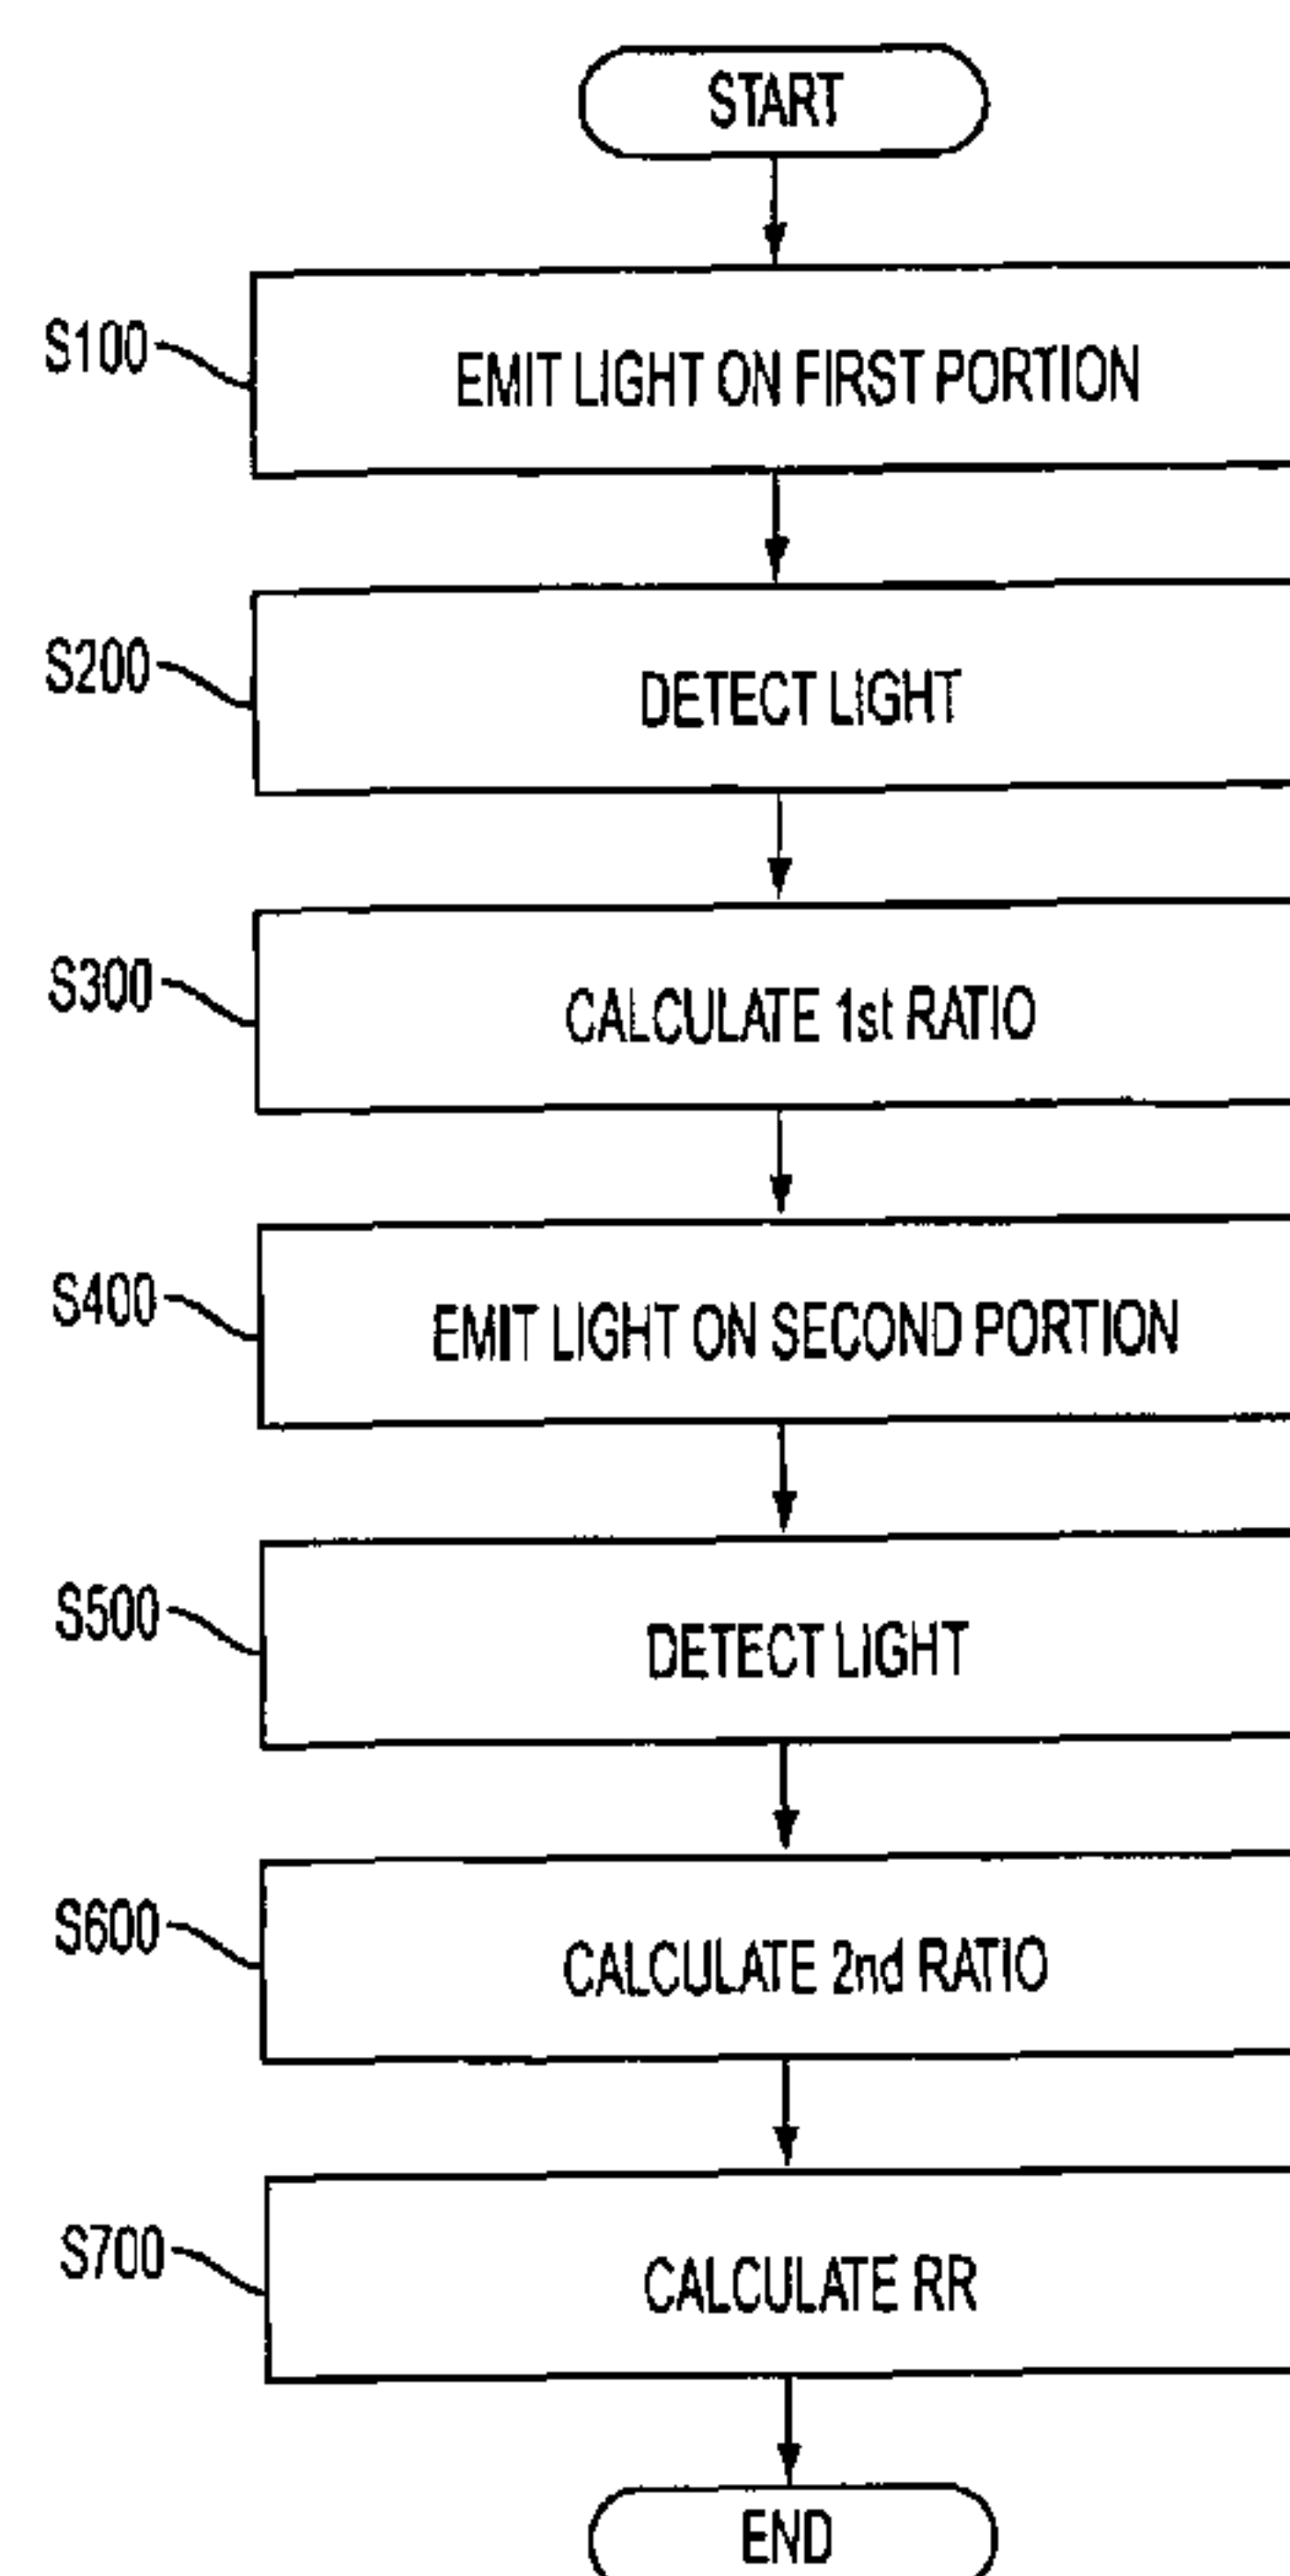 START
S100
EMIT LIGHT ON FIRST PORTION
S200
DETECT LIGHT
S300
CALCULATE 1st RATIO
S400
EMIT LIGHT ON SECOND PORTION
S500
DETECT LIGHT
S600
CALCULATE 2nd RATIO
S700
CALCULATE RR
END